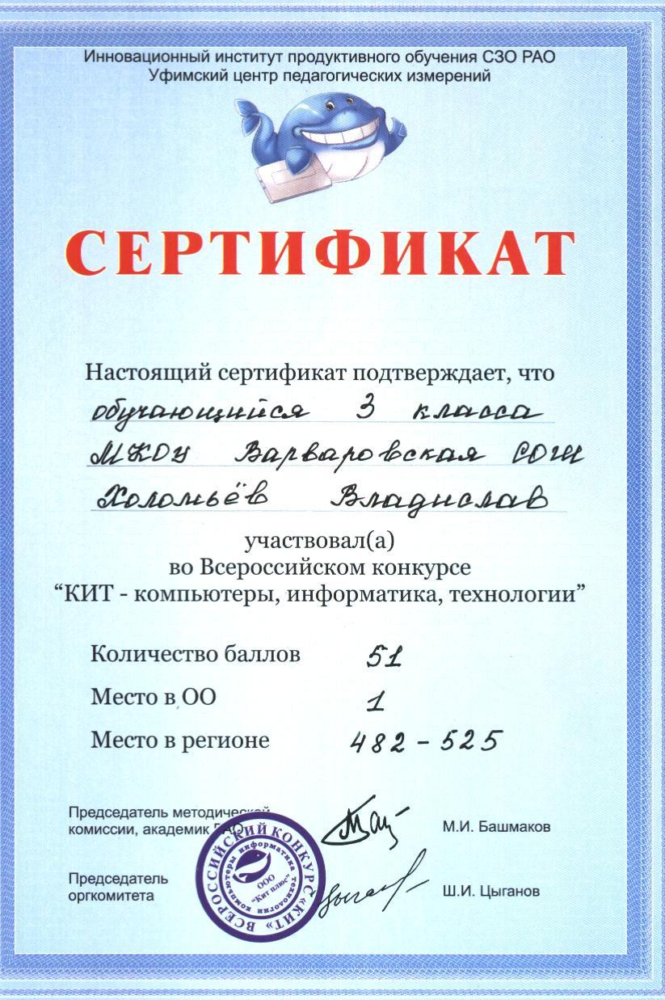 Инновационный институт продуктивного обучения СЗО РАО
Уфимский центр педагогических измерений
СЕРТИФИКАТ
Настоящий сертификат подтверждает, что
обучающийся 3 класса
МКОУ Варваровская СОШ
Холомьёв Владислав
участвовал(а)
во Всероссийском конкурсе
“КИТ - компьютеры, информатика, технологии”
Количество баллов 51
Место в ОО 1
Место в регионе 482-525
Председатель методической
комиссии, академик РАО
М.И. Башмаков
Председатель
оргкомитета
Ш.И. Цыганов
ВСЕРОССИЙСКИЙ КОНКУРС «КИТ»
компьютеры информатика технологии
ООО
"Кит плюс"